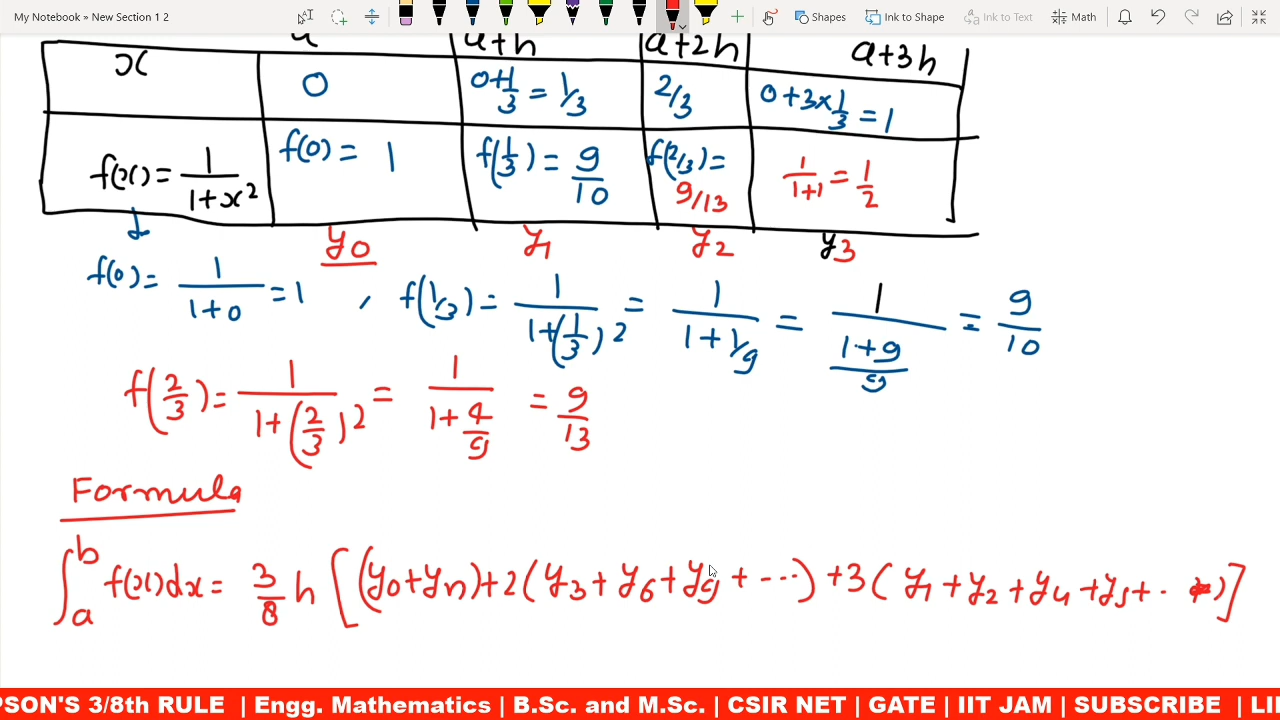 My Notebook » New Section 1 2
Shapes Ink to Shape Ink to Text Math
a a+h a+2h a+3h
x 0 0+1/3 = 1/3 2/3 0+3×1/3 = 1
f(x) = 1/(1+x²) f(0) = 1 f(1/3) = 9/10 f(2/3) = 9/13 1/(1+1) = 1/2
y0 y1 y2 y3
f(0) = 1/(1+0) = 1 , f(1/3) = 1/(1+(1/3)²) = 1/(1+1/9) = 1/((1+9)/9) = 9/10
f(2/3) = 1/(1+(2/3)²) = 1/(1+4/9) = 9/13
Formula
∫_a^b f(x)dx = 3/8 h [(y0+yn)+2(y3+y6+y9+---)+3(y1+y2+y4+y5+· )]
PSON'S 3/8th RULE | Engg. Mathematics | B.Sc. and M.Sc. | CSIR NET | GATE | IIT JAM | SUBSCRIBE | LI